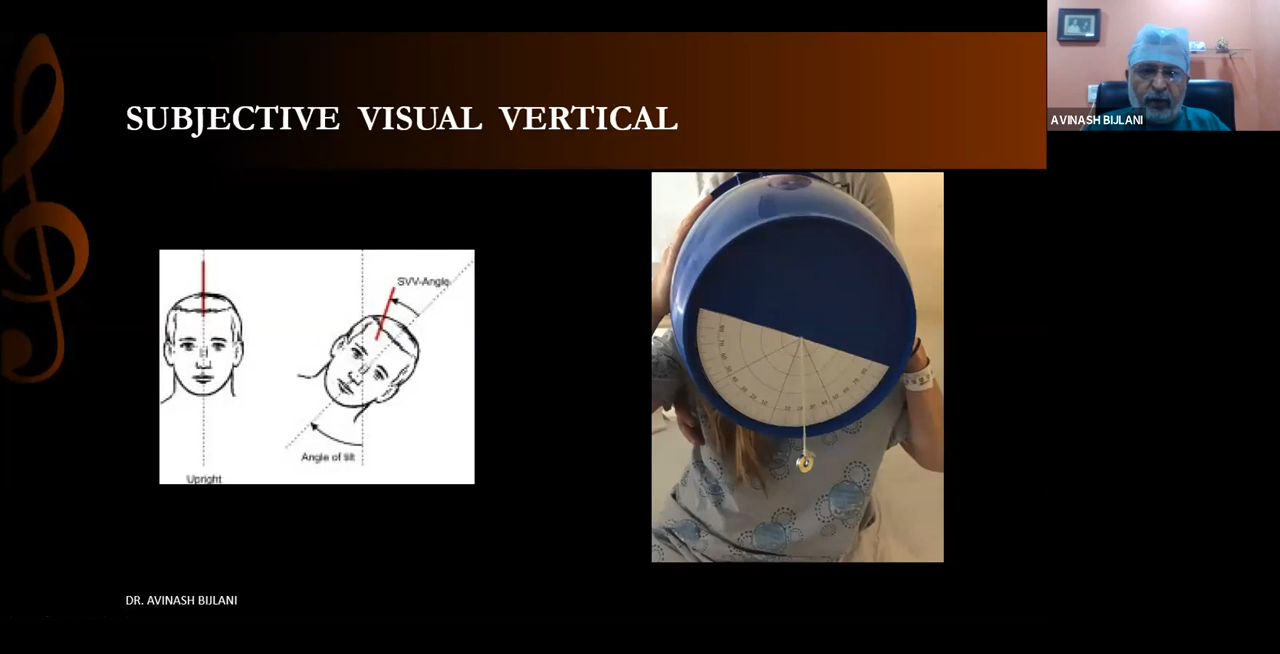 SUBJECTIVE VISUAL VERTICAL
AVINASH BIJLANI
SVV-Angle
Angle of tilt
Upright
DR. AVINASH BIJLANI